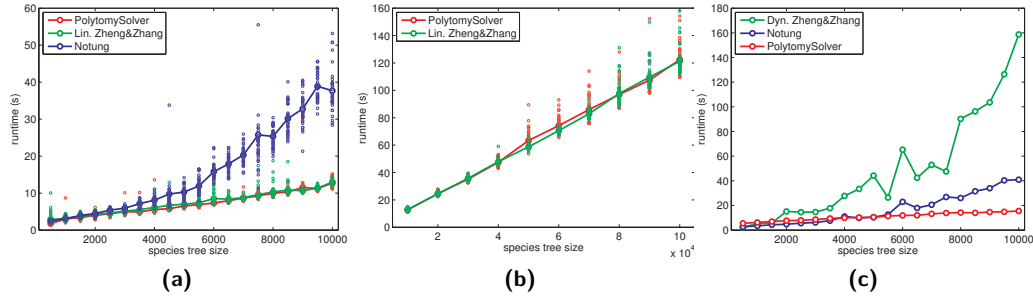 60
50
40
30
20
10
0
runtime (s)
PolytomySolver
Lin. Zheng&Zhang
Notung
2000 4000 6000 8000 10000
species tree size
(a)
160
140
120
100
80
60
40
20
0
runtime (s)
PolytomySolver
Lin. Zheng&Zhang
2 4 6 8 10
x 10⁴
species tree size
(b)
180
160
140
120
100
80
60
40
20
0
runtime (s)
Dyn. Zheng&Zhang
Notung
PolytomySolver
2000 4000 6000 8000 10000
species tree size
(c)